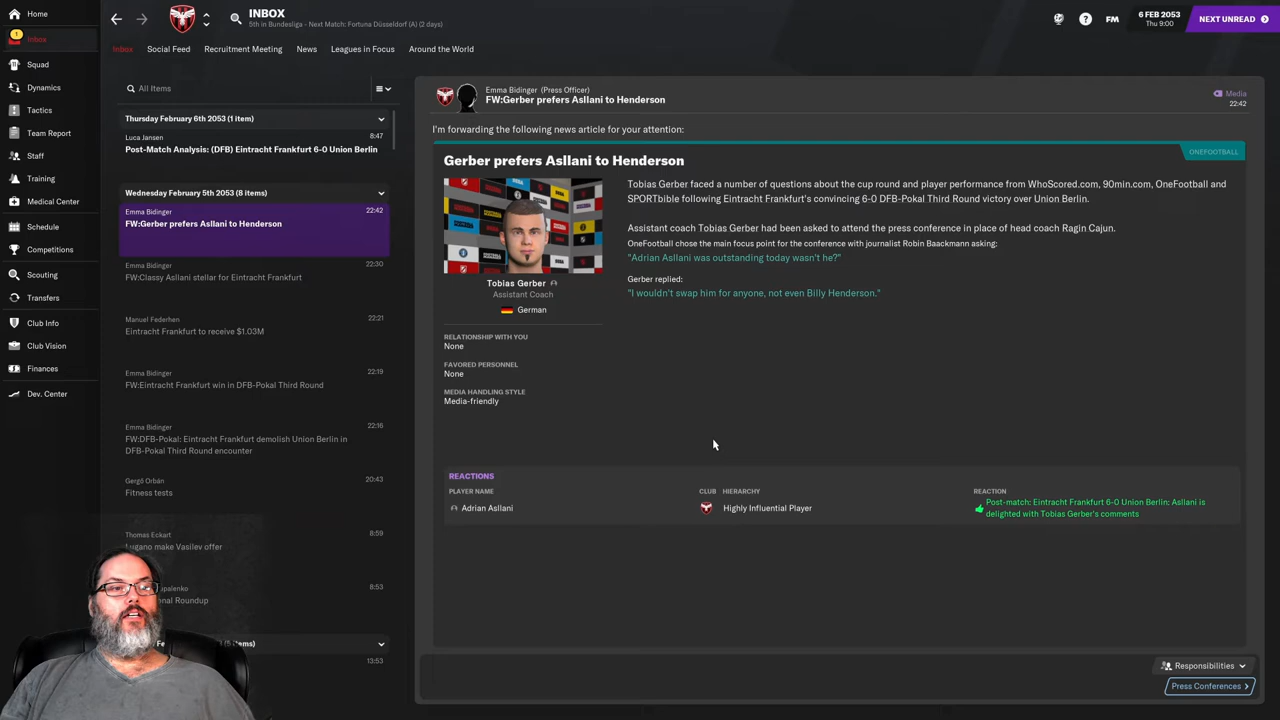 Home
INBOX
5th in Bundesliga - Next Match: Fortuna Düsseldorf (A) (2 days)
FM
6 FEB 2053
Thu 9:00
NEXT UNREAD
1
Inbox
Squad
Dynamics
Tactics
Team Report
Staff
Training
Medical Center
Schedule
Competitions
Scouting
Transfers
Club Info
Club Vision
Finances
Dev. Center
Inbox
Social Feed
Recruitment Meeting
News
Leagues in Focus
Around the World
All Items
Thursday February 6th 2053 (1 item)
Luca Jansen
8:47
Post-Match Analysis: (DFB) Eintracht Frankfurt 6-0 Union Berlin
Wednesday February 5th 2053 (8 items)
Emma Bidinger
22:42
FW:Gerber prefers Asllani to Henderson
Emma Bidinger
22:30
FW:Classy Asllani stellar for Eintracht Frankfurt
Manuel Federhen
22:21
Eintracht Frankfurt to receive $1.03M
Emma Bidinger
22:19
FW:Eintracht Frankfurt win in DFB-Pokal Third Round
Emma Bidinger
22:16
FW:DFB-Pokal: Eintracht Frankfurt demolish Union Berlin in
DFB-Pokal Third Round encounter
Gergó Orbán
20:43
Fitness tests
Thomas Eckart
8:59
Lugano make Vasilev offer
8:53
Roundup
(5 items)
13:53
Emma Bidinger (Press Officer)
FW:Gerber prefers Asllani to Henderson
Media
22:42
I'm forwarding the following news article for your attention:
Gerber prefers Asllani to Henderson
ONEFOOTBALL
Tobias Gerber
Assistant Coach
German
RELATIONSHIP WITH YOU
None
FAVORED PERSONNEL
None
MEDIA HANDLING STYLE
Media-friendly
Tobias Gerber faced a number of questions about the cup round and player performance from WhoScored.com, 90min.com, OneFootball and
SPORTbible following Eintracht Frankfurt's convincing 6-0 DFB-Pokal Third Round victory over Union Berlin.
Assistant coach Tobias Gerber had been asked to attend the press conference in place of head coach Ragin Cajun.
OneFootball chose the main focus point for the conference with journalist Robin Baackmann asking:
"Adrian Asllani was outstanding today wasn't he?"
Gerber replied:
"I wouldn't swap him for anyone, not even Billy Henderson."
REACTIONS
PLAYER NAME
CLUB
HIERARCHY
REACTION
Adrian Asllani
Highly Influential Player
Post-match: Eintracht Frankfurt 6-0 Union Berlin: Asllani is
delighted with Tobias Gerber's comments
Responsibilities
Press Conferences